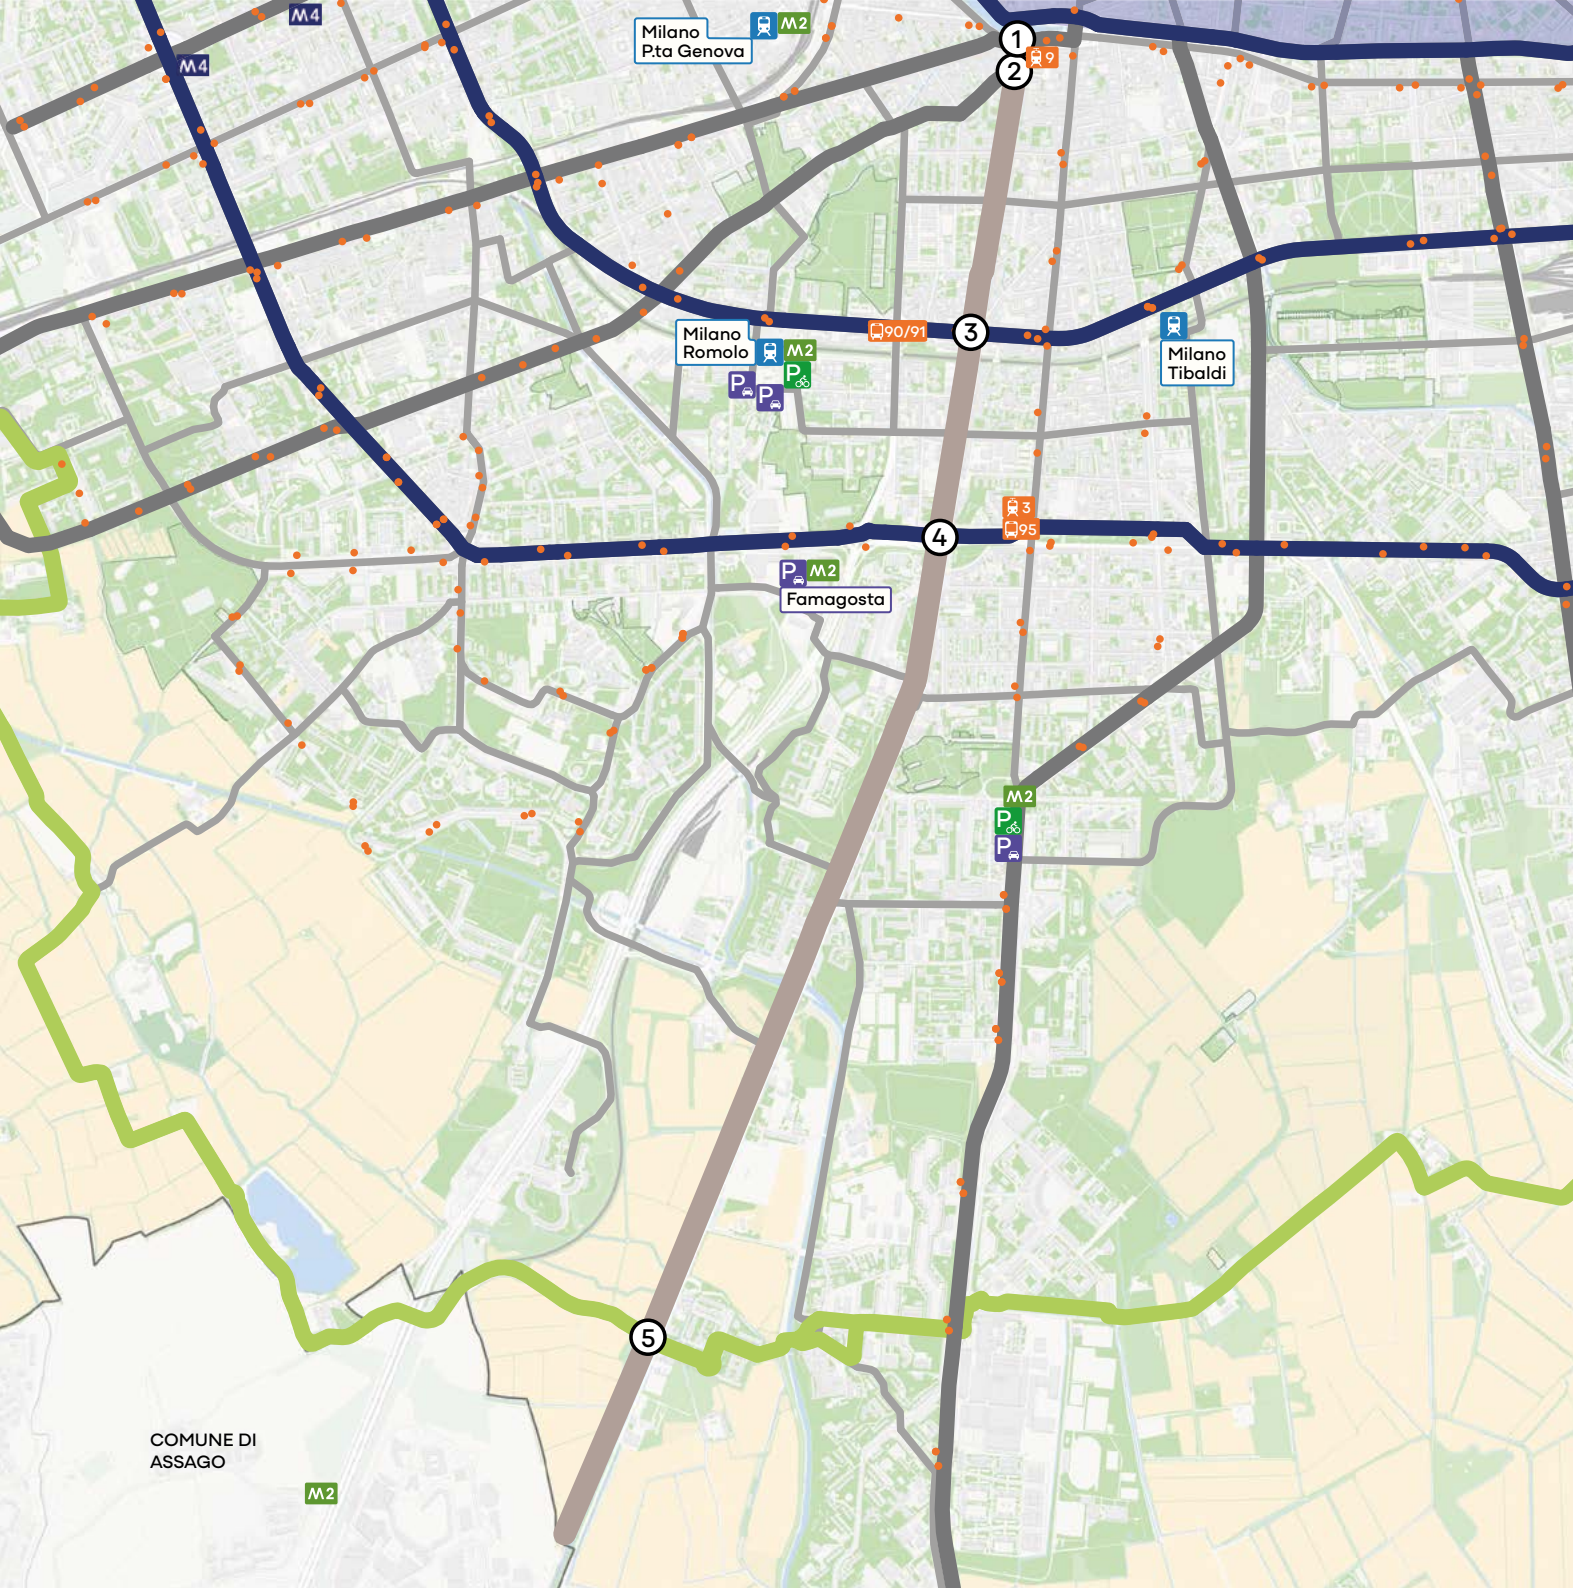 M4
M4
Milano
P.ta Genova
M2
1
2
9
90/91
3
Milano
Romolo
M2
P
P
P
Milano
Tibaldi
3
95
4
P
M2
Famagosta
M2
P
P
5
COMUNE DI
ASSAGO
M2